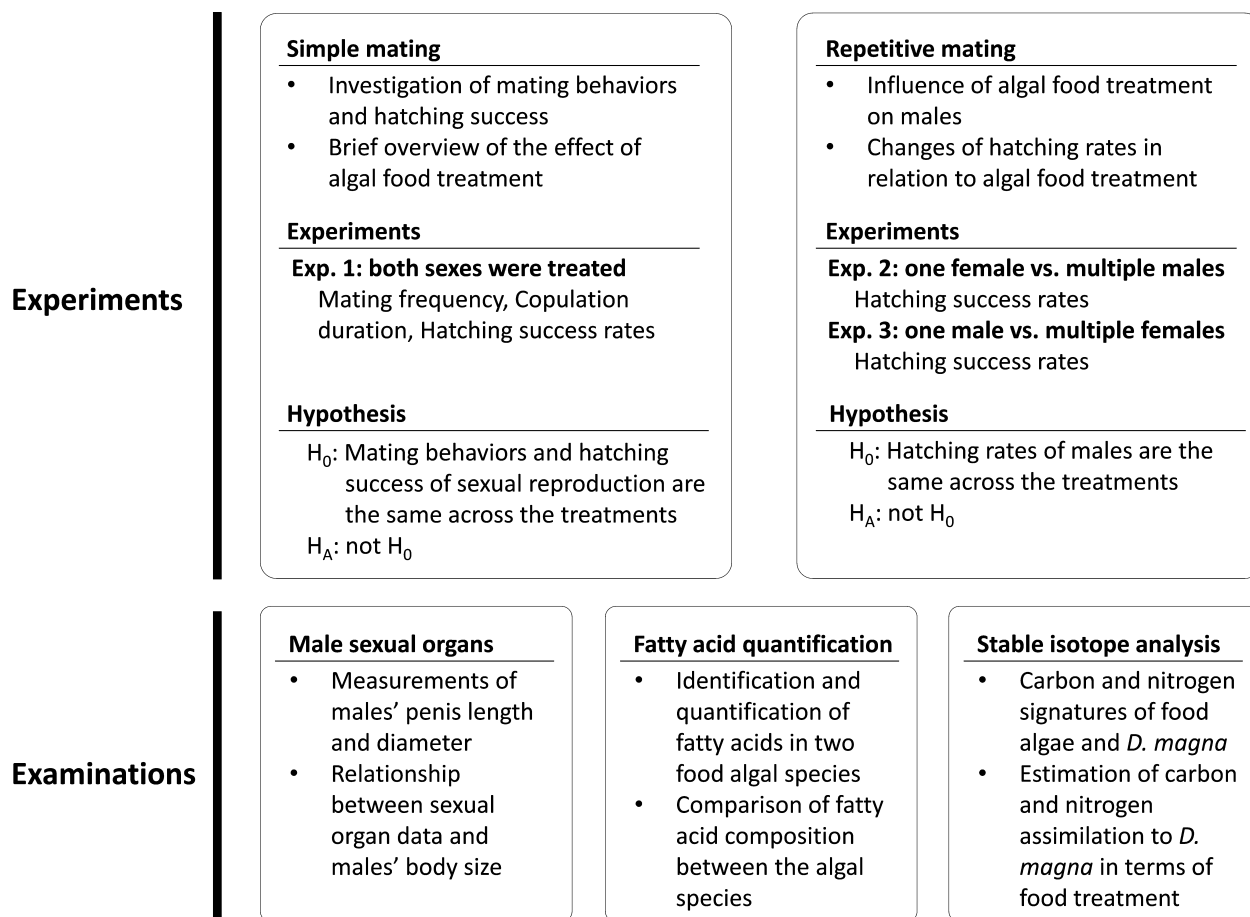 Experiments
Simple mating
• Investigation of mating behaviors
and hatching success
• Brief overview of the effect of
algal food treatment
Experiments
Exp. 1: both sexes were treated
Mating frequency, Copulation
duration, Hatching success rates
Hypothesis
H0: Mating behaviors and hatching
success of sexual reproduction are
the same across the treatments
HA: not H0
Repetitive mating
• Influence of algal food treatment
on males
• Changes of hatching rates in
relation to algal food treatment
Experiments
Exp. 2: one female vs. multiple males
Hatching success rates
Exp. 3: one male vs. multiple females
Hatching success rates
Hypothesis
H0: Hatching rates of males are the
same across the treatments
HA: not H0
Examinations
Male sexual organs
• Measurements of
males’ penis length
and diameter
• Relationship
between sexual
organ data and
males’ body size
Fatty acid quantification
• Identification and
quantification of
fatty acids in two
food algal species
• Comparison of fatty
acid composition
between the algal
species
Stable isotope analysis
• Carbon and nitrogen
signatures of food
algae and D. magna
• Estimation of carbon
and nitrogen
assimilation to D.
magna in terms of
food treatment